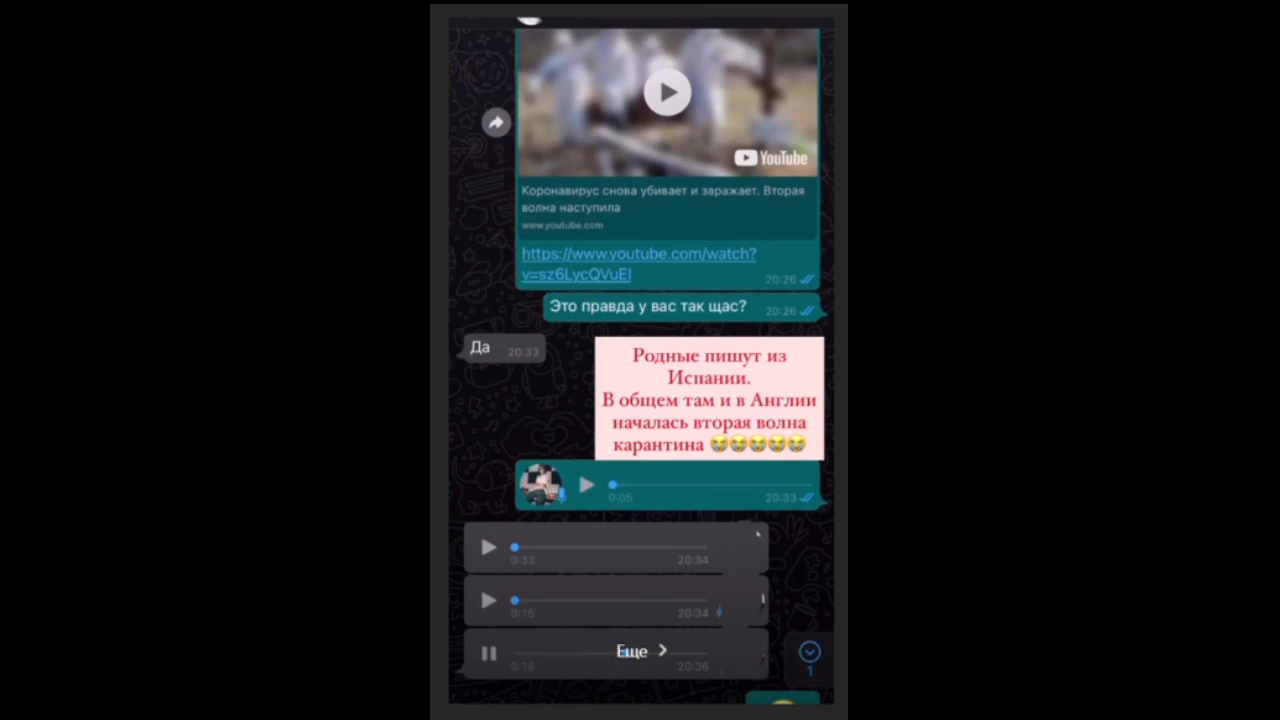 YouTube
Коронавирус снова убивает и заражает. Вторая
волна наступила
www.youtube.com
https://www.youtube.com/watch?
v=sz6LycQVuEI
20:26
Это правда у вас так щас?
20:26
Да
20:33
Родные пишут из
Испании.
В общем там и в Англии
началась вторая волна
карантина 😭😭😭😭😭
0:05
20:33
0:33
20:34
0:15
20:34
Еще
0:18
20:36
1